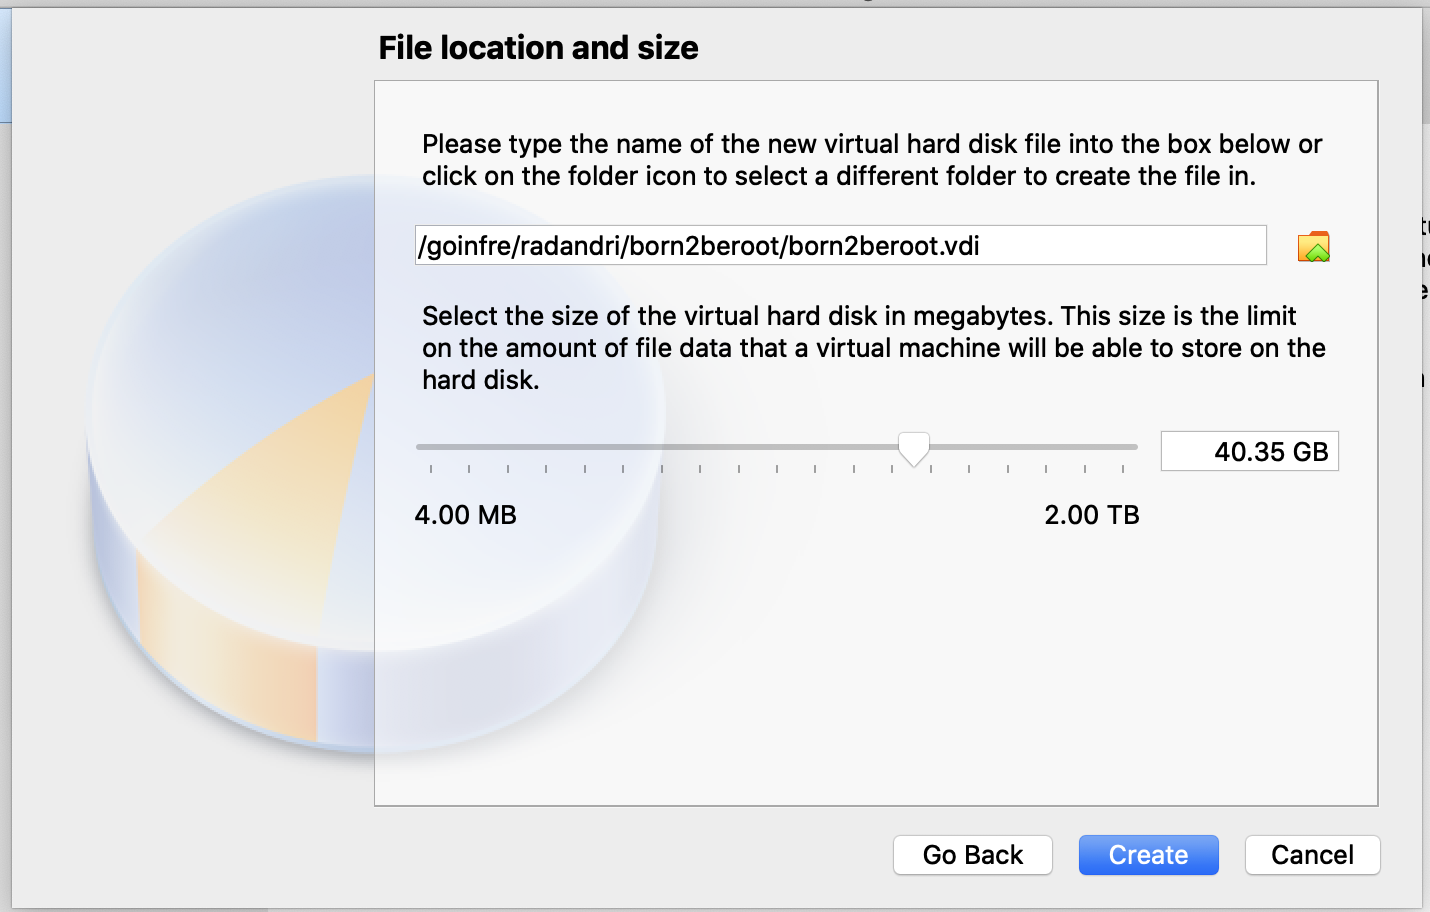 File location and size
Please type the name of the new virtual hard disk file into the box below or
click on the folder icon to select a different folder to create the file in.
/goinfre/radandri/born2beroot/born2beroot.vdi
Select the size of the virtual hard disk in megabytes. This size is the limit
on the amount of file data that a virtual machine will be able to store on the
hard disk.
40.35 GB
4.00 MB
2.00 TB
Go Back
Create
Cancel